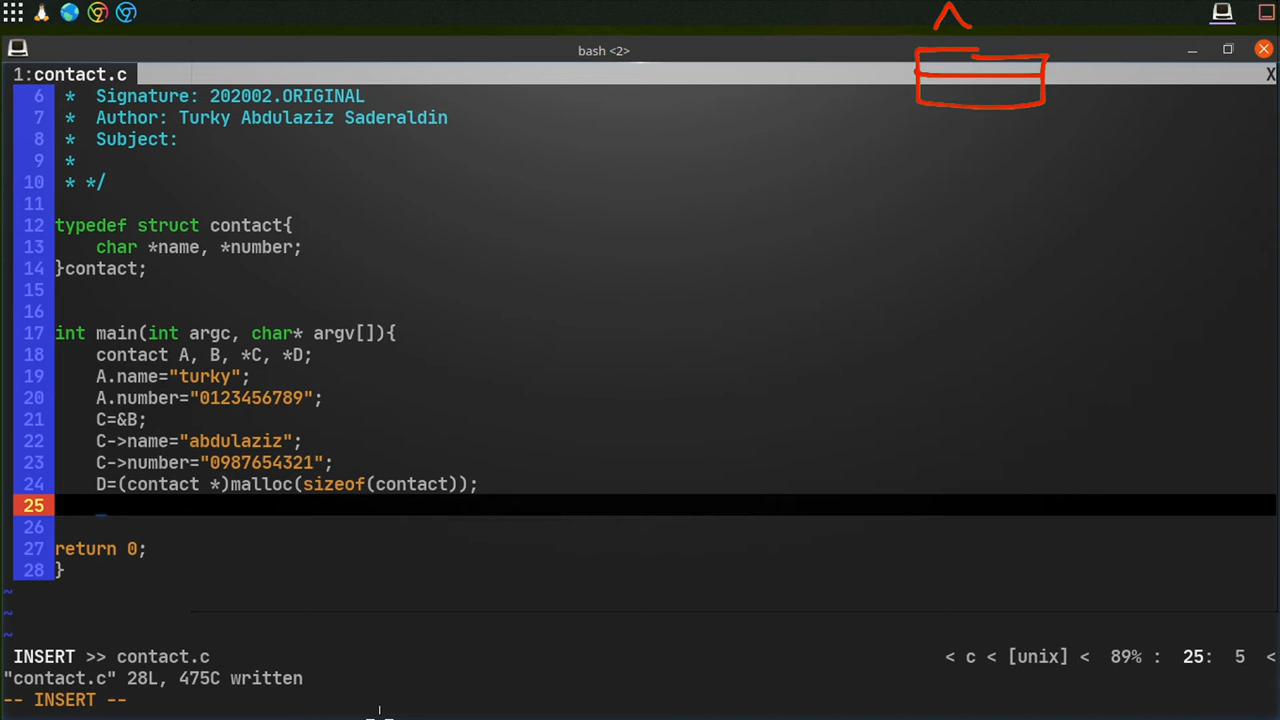 bash <2>
1:contact.c X
6 * Signature: 202002.ORIGINAL
7 * Author: Turky Abdulaziz Saderaldin
8 * Subject:
9 *
10 * */
11
12 typedef struct contact{
13 char *name, *number;
14 }contact;
15
16
17 int main(int argc, char* argv[]){
18 contact A, B, *C, *D;
19 A.name="turky";
20 A.number="0123456789";
21 C=&B;
22 C->name="abdulaziz";
23 C->number="0987654321";
24 D=(contact *)malloc(sizeof(contact));
25
26
27 return 0;
28 }
~
~
~
INSERT >> contact.c < c < [unix] < 89% : 25: 5 <
"contact.c" 28L, 475C written
-- INSERT --